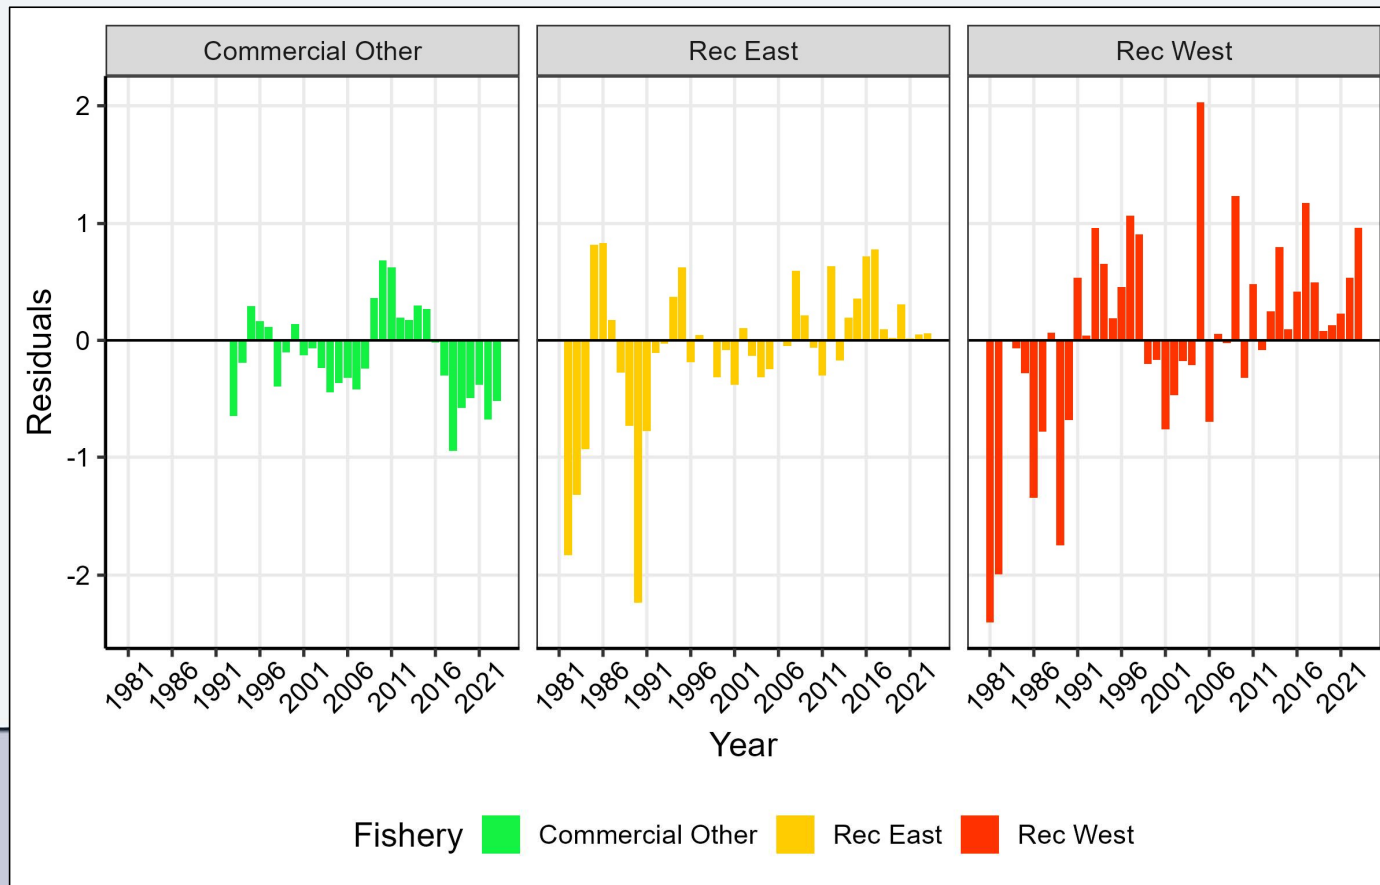 Commercial Other Rec East Rec West
2
1
0
-1
-2
Residuals
1981 1986 1991 1996 2001 2006 2011 2016 2021 1981 1986 1991 1996 2001 2006 2011 2016 2021 1981 1986 1991 1996 2001 2006 2011 2016 2021
Year
Fishery Commercial Other Rec East Rec West